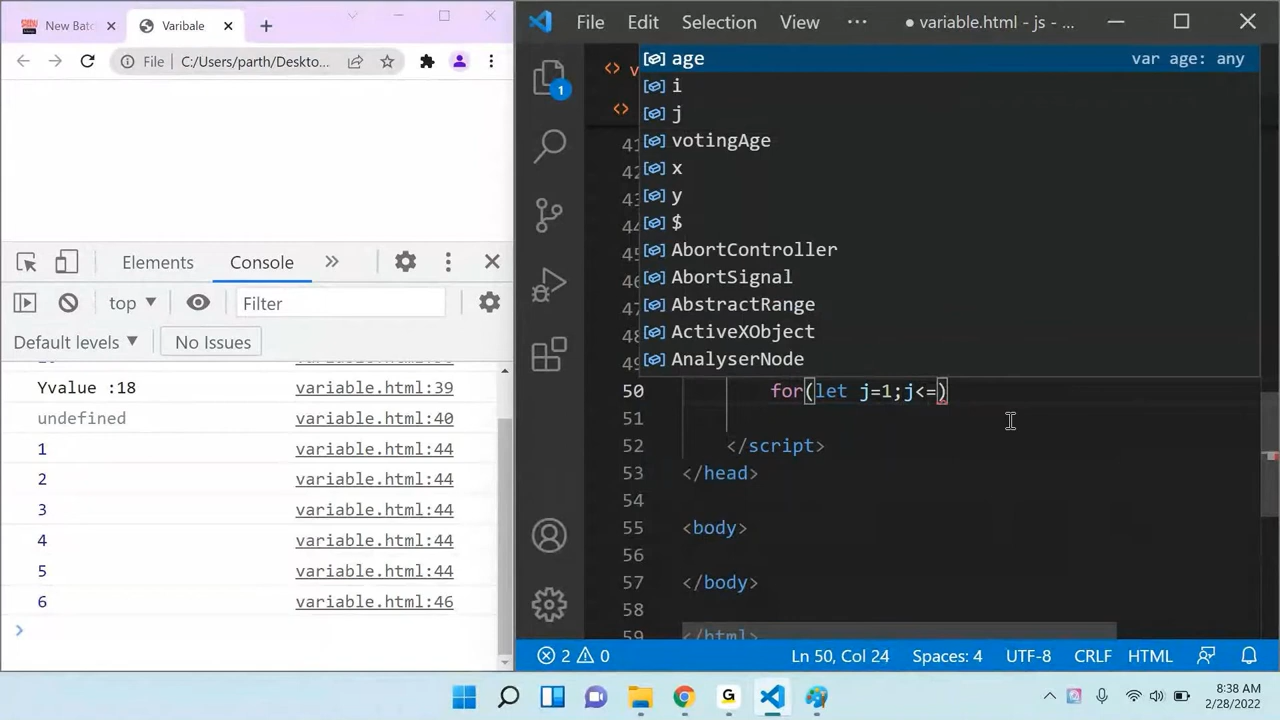 New Batc
Varibale
File
C:/Users/parth/Deskto...
Elements
Console
top
Filter
Default levels
No Issues
Yvalue :18
variable.html:39
undefined
variable.html:40
1
variable.html:44
2
variable.html:44
3
variable.html:44
4
variable.html:44
5
variable.html:44
6
variable.html:46
File Edit Selection View ··· ● variable.html - js - ...
1
age
var age: any
i
j
votingAge
x
y
$
AbortController
AbortSignal
AbstractRange
ActiveXObject
AnalyserNode
50 for(let j=1;j<=)
51
52 </script>
53 </head>
54
55 <body>
56
57 </body>
58
59 </html>
2 0 Ln 50, Col 24 Spaces: 4 UTF-8 CRLF HTML
8:38 AM
2/28/2022